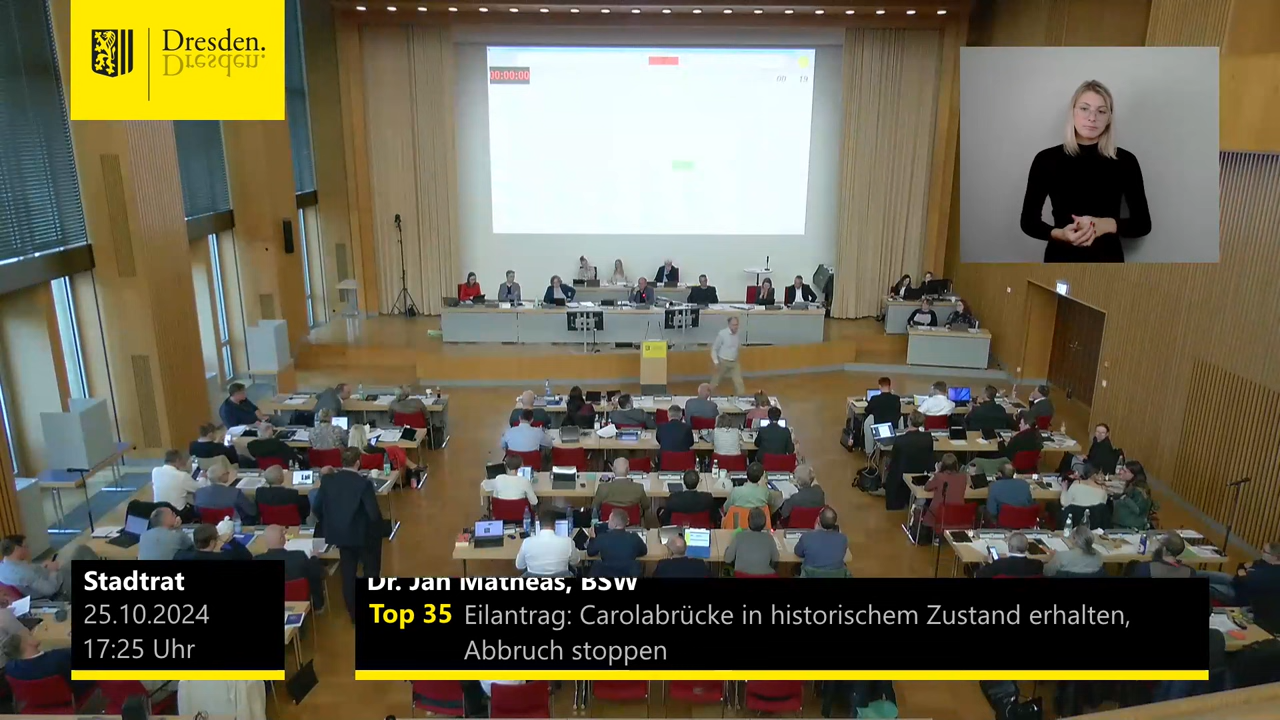 Dresden.
Dresden.
00:00:00
Stadtrat
25.10.2024
17:25 Uhr
Dr. Jan Matheas, BSW
Top 35 Eilantrag: Carolabrücke in historischem Zustand erhalten,
Abbruch stoppen